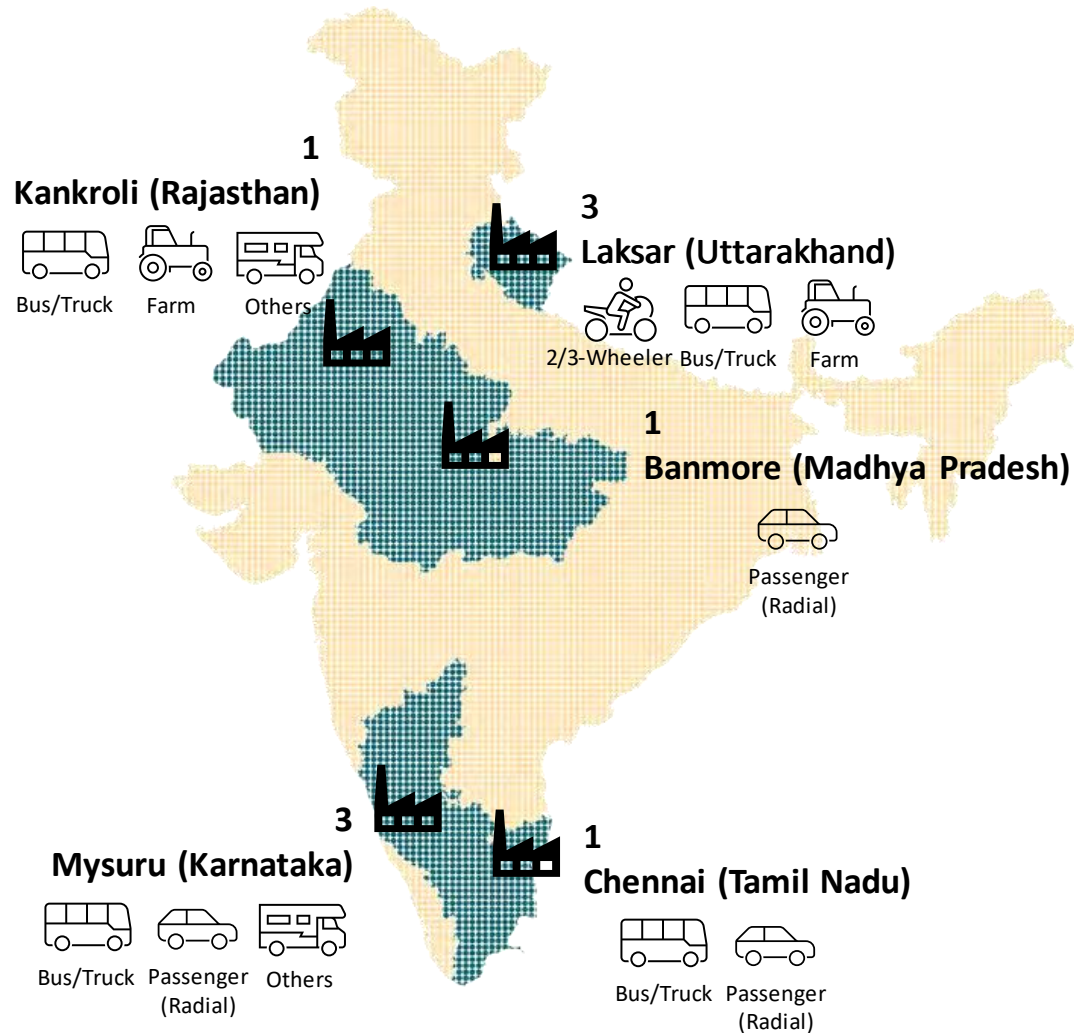 1
Kankroli (Rajasthan)
Bus/Truck Farm Others
3
Laksar (Uttarakhand)
2/3-Wheeler Bus/Truck Farm
1
Banmore (Madhya Pradesh)
Passenger
(Radial)
3
Mysuru (Karnataka)
Bus/Truck Passenger Others
(Radial)
1
Chennai (Tamil Nadu)
Bus/Truck Passenger
(Radial)